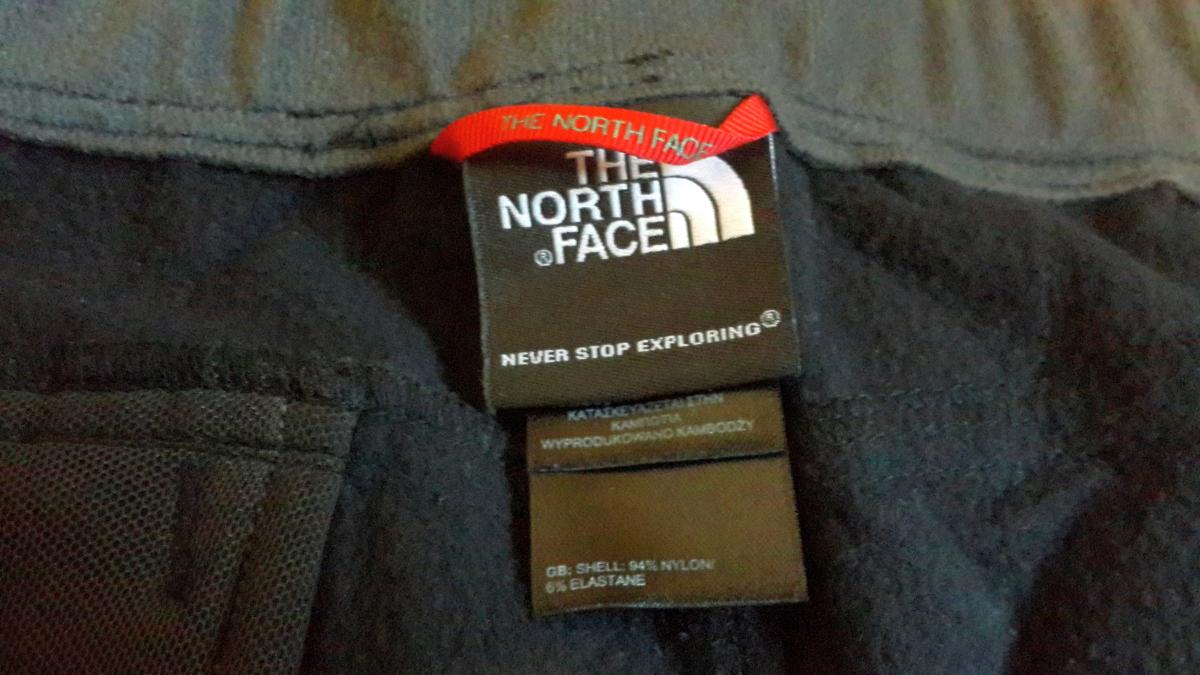 THE NORTH FACE
THE
NORTH
®FACE
NEVER STOP EXPLORING®
ΚΑΤΑΣΚΕΥΑΖΕΤΑΙ ΣΤΗΝ
ΚΑΜΠΟΤΙΑ
WYPRODUKOWANO KAMBODŻY
GB: SHELL: 94% NYLON/
6% ELASTANE